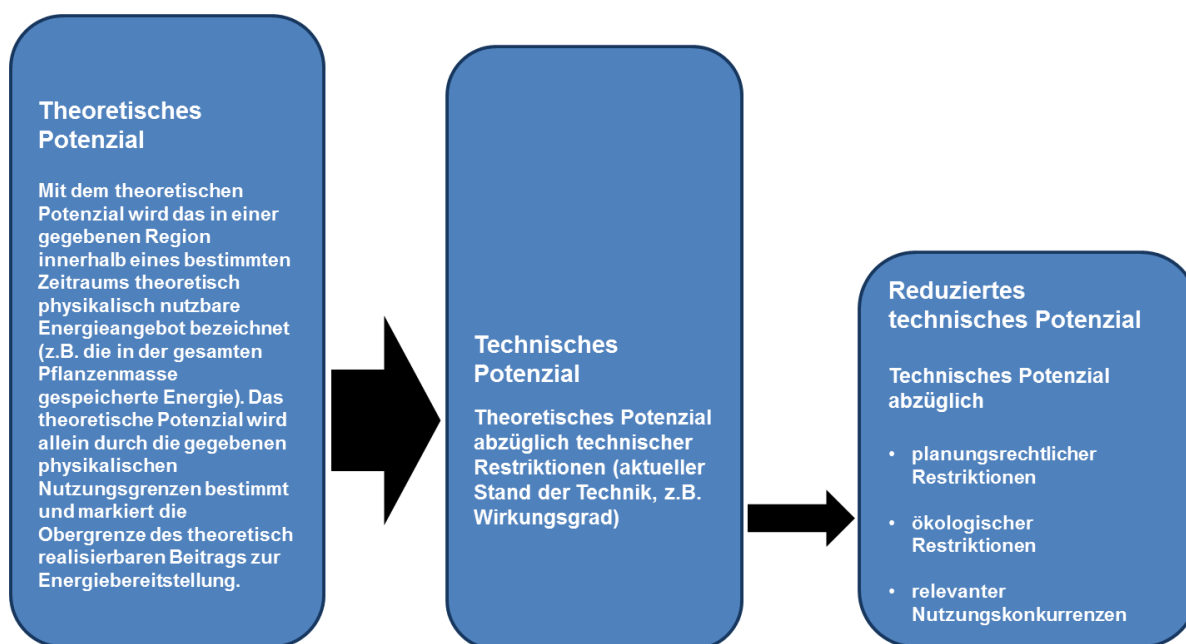 Theoretisches
Potenzial
Mit dem theoretischen
Potenzial wird das in einer
gegebenen Region
innerhalb eines bestimmten
Zeitraums theoretisch
physikalisch nutzbare
Energieangebot bezeichnet
(z.B. die in der gesamten
Pflanzenmasse
gespeicherte Energie). Das
theoretische Potenzial wird
allein durch die gegebenen
physikalischen
Nutzungsgrenzen bestimmt
und markiert die
Obergrenze des theoretisch
realisierbaren Beitrags zur
Energiebereitstellung.
Technisches
Potenzial
Theoretisches Potenzial
abzüglich technischer
Restriktionen (aktueller
Stand der Technik, z.B.
Wirkungsgrad)
Reduziertes
technisches Potenzial
Technisches Potenzial
abzüglich
• planungsrechtlicher
Restriktionen
• ökologischer
Restriktionen
• relevanter
Nutzungskonkurrenzen